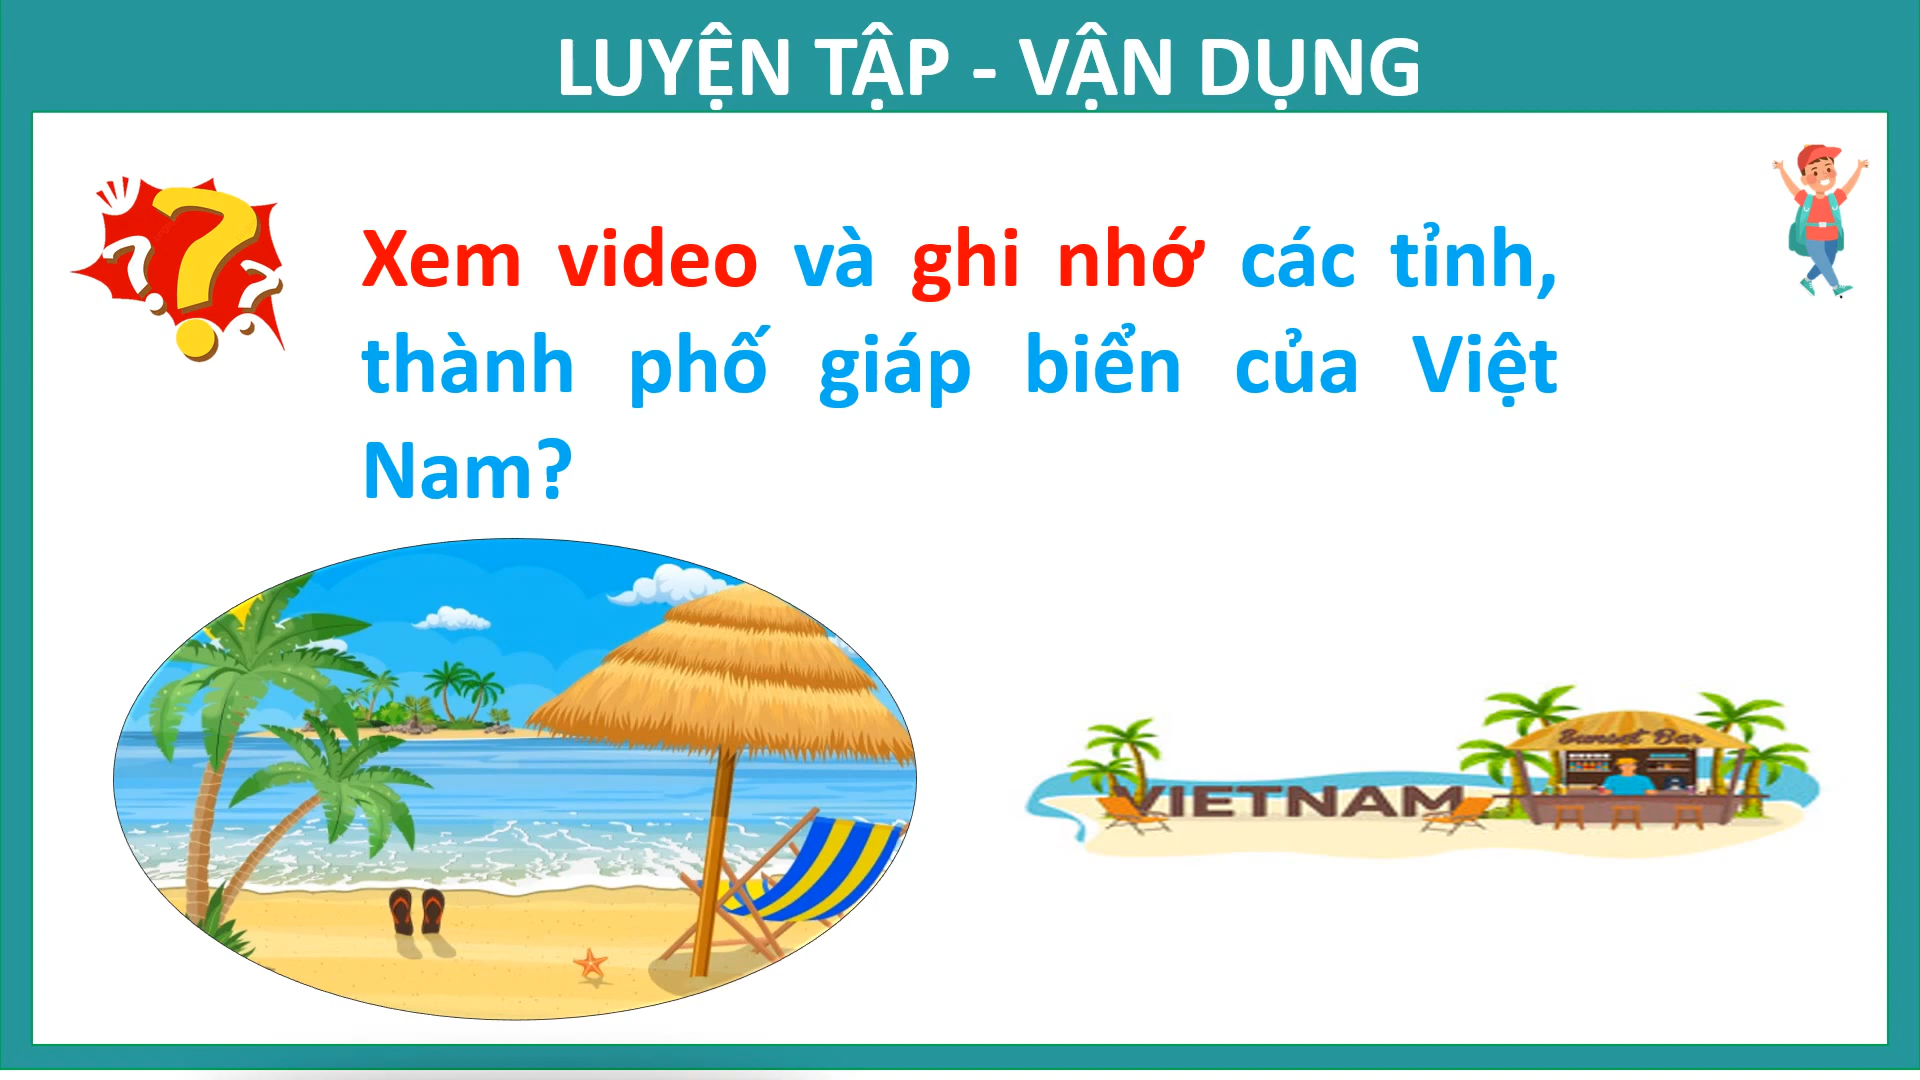 LUYỆN TẬP - VẬN DỤNG
Xem video và ghi nhớ các tỉnh,
thành phố giáp biển của Việt
Nam?
Sunset Bar
VIETNAM